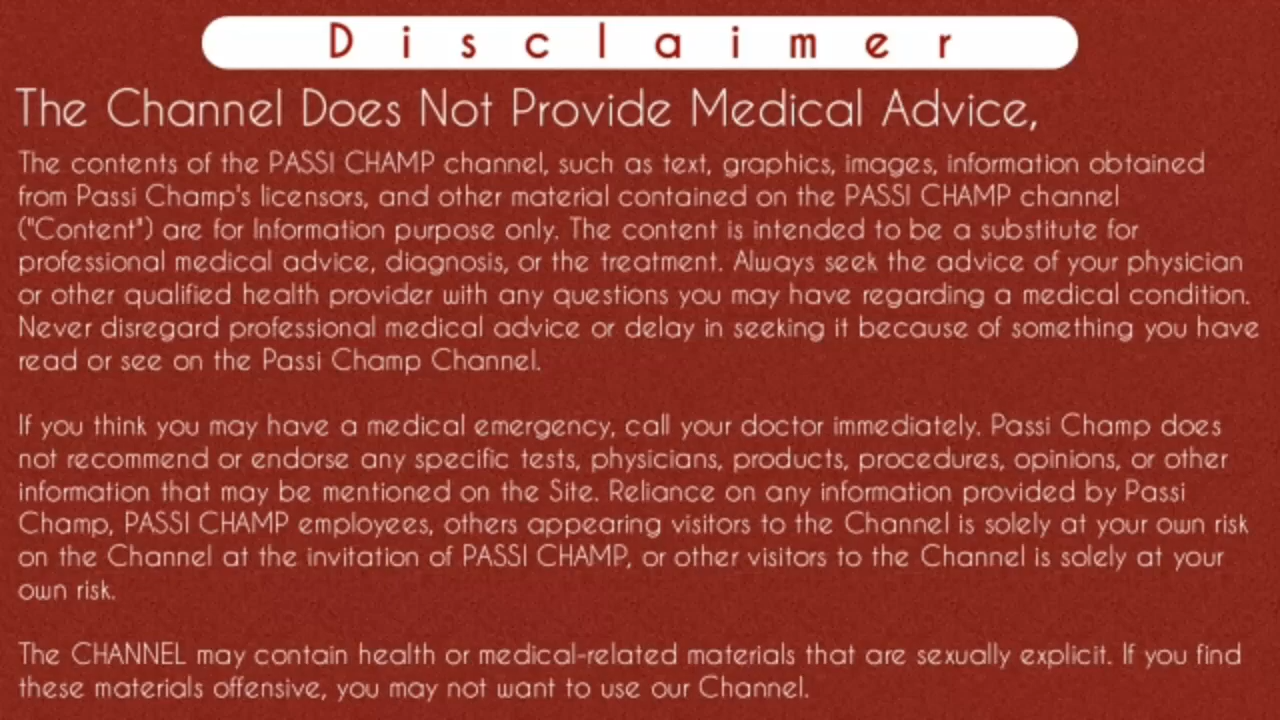 Disclaimer
The Channel Does Not Provide Medical Advice,
The contents of the PASSI CHAMP channel, such as text, graphics, images, information obtained
from Passi Champ's licensors, and other material contained on the PASSI CHAMP channel
("Content") are for Information purpose only. The content is intended to be a substitute for
professional medical advice, diagnosis, or the treatment. Always seek the advice of your physician
or other qualified health provider with any questions you may have regarding a medical condition.
Never disregard professional medical advice or delay in seeking it because of something you have
read or see on the Passi Champ Channel.
If you think you may have a medical emergency, call your doctor immediately. Passi Champ does
not recommend or endorse any specific tests, physicians, products, procedures, opinions, or other
information that may be mentioned on the Site. Reliance on any information provided by Passi
Champ, PASSI CHAMP employees, others appearing visitors to the Channel is solely at your own risk
on the Channel at the invitation of PASSI CHAMP, or other visitors to the Channel is solely at your
own risk.
The CHANNEL may contain health or medical-related materials that are sexually explicit. If you find
these materials offensive, you may not want to use our Channel.